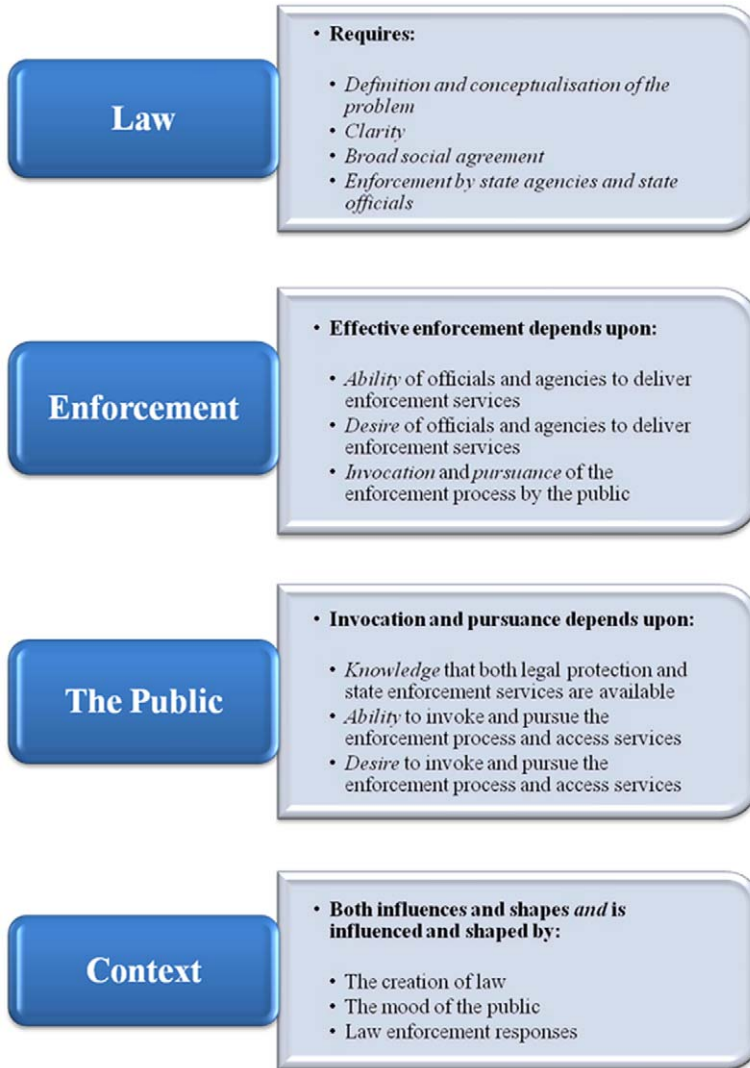 Law
• Requires:
• Definition and conceptualisation of the
problem
• Clarity
• Broad social agreement
• Enforcement by state agencies and state
officials
Enforcement
• Effective enforcement depends upon:
• Ability of officials and agencies to deliver
enforcement services
• Desire of officials and agencies to deliver
enforcement services
• Invocation and pursuance of the
enforcement process by the public
The Public
• Invocation and pursuance depends upon:
• Knowledge that both legal protection and
state enforcement services are available
• Ability to invoke and pursue the
enforcement process and access services
• Desire to invoke and pursue the
enforcement process and access services
Context
• Both influences and shapes and is
influenced and shaped by:
• The creation of law
• The mood of the public
• Law enforcement responses